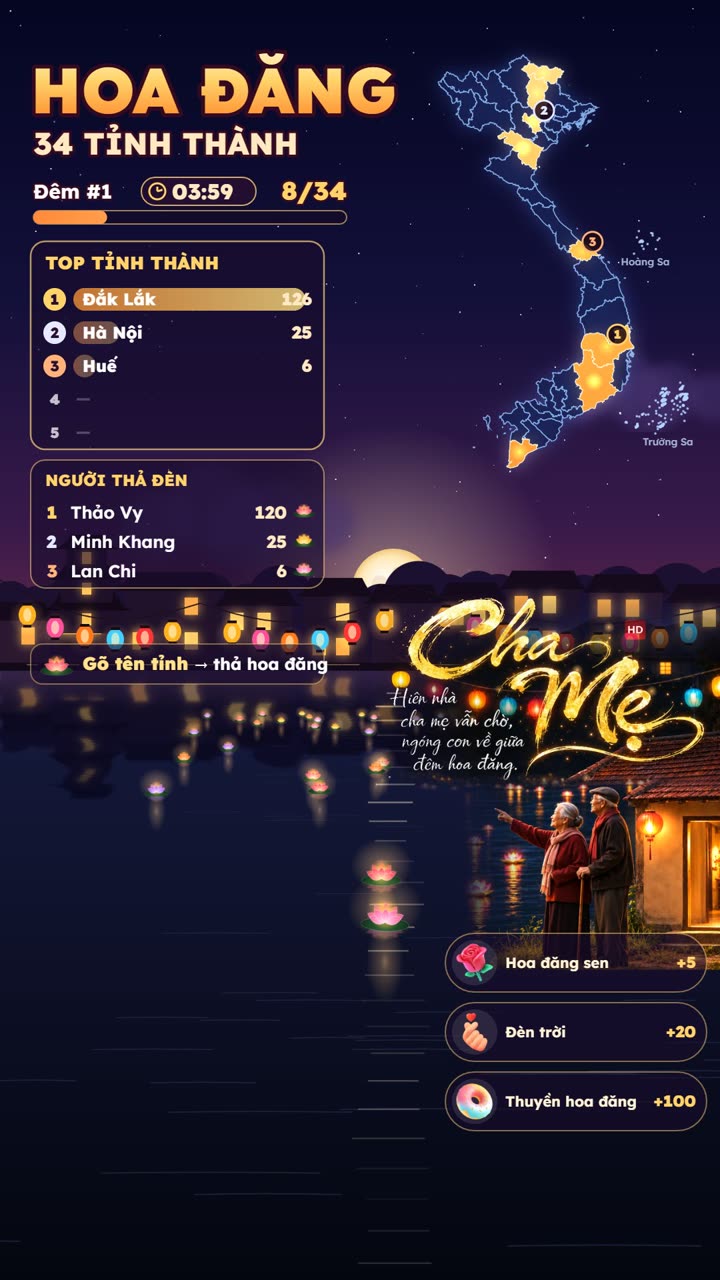 HOA ĐĂNG
34 TỈNH THÀNH
Đêm #1 03:59 8/34
TOP TỈNH THÀNH
1 Đắk Lắk 126
2 Hà Nội 25
3 Huế 6
4 —
5 —
NGƯỜI THẢ ĐÈN
1 Thảo Vy 120
2 Minh Khang 25
3 Lan Chi 6
Gõ tên tỉnh → thả hoa đăng
2
3
Hoàng Sa
1
Trường Sa
Cha
HD
Mẹ
Hiên nhà
cha mẹ vẫn chờ,
ngóng con về giữa
đêm hoa đăng.
Hoa đăng sen +5
Đèn trời +20
Thuyền hoa đăng +100